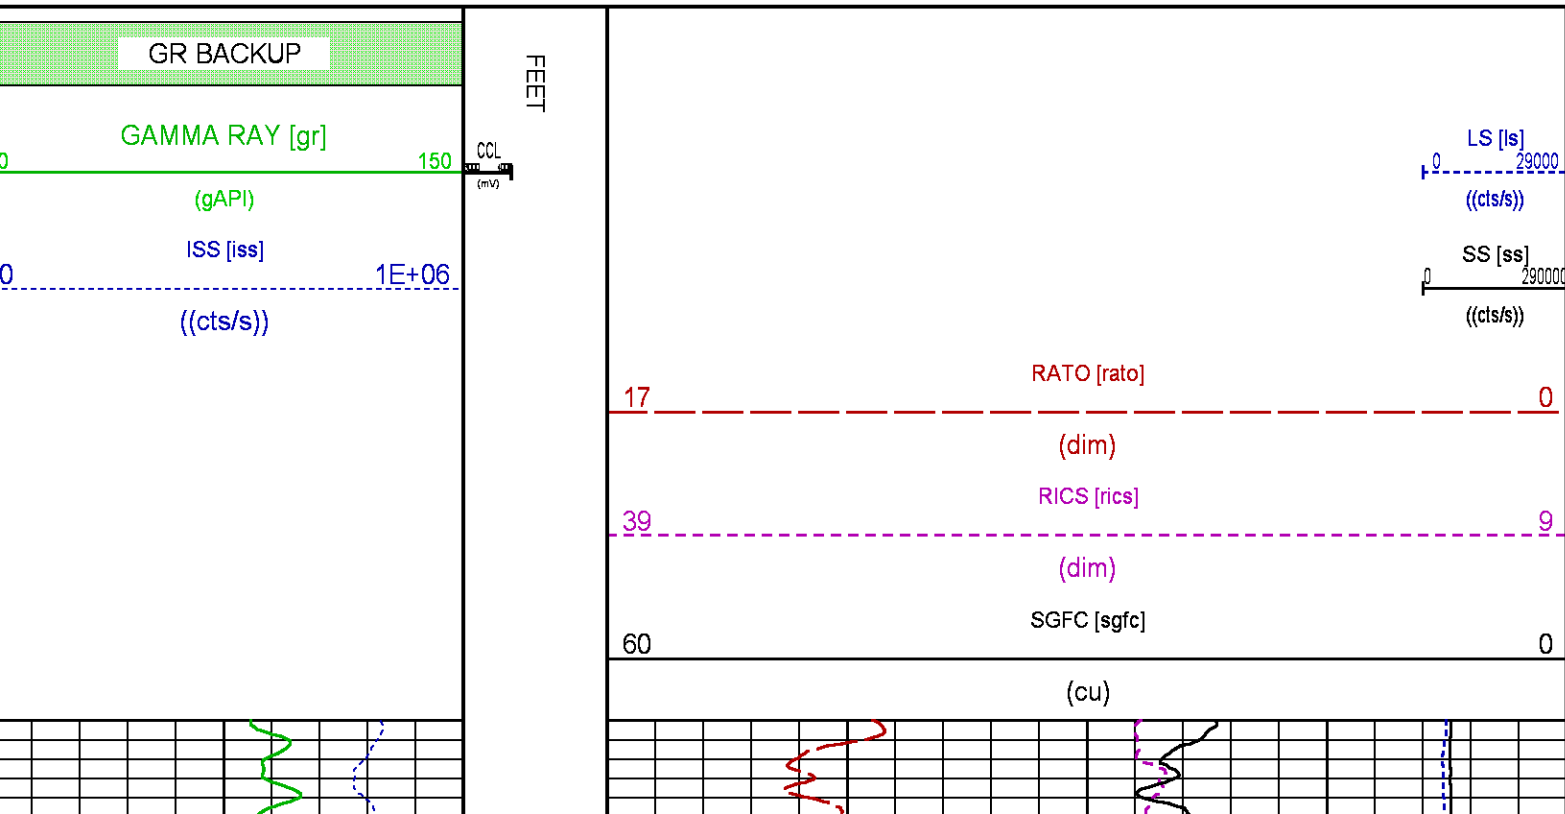 GR BACKUP
GAMMA RAY [gr]
0 150
(gAPI)
ISS [iss]
0 1E+06
((cts/s))
FEET
CCL
(mV)
LS [ls]
0 29000
((cts/s))
SS [ss]
0 290000
((cts/s))
RATO [rato]
17 0
(dim)
RICS [rics]
39 9
(dim)
SGFC [sgfc]
60 0
(cu)